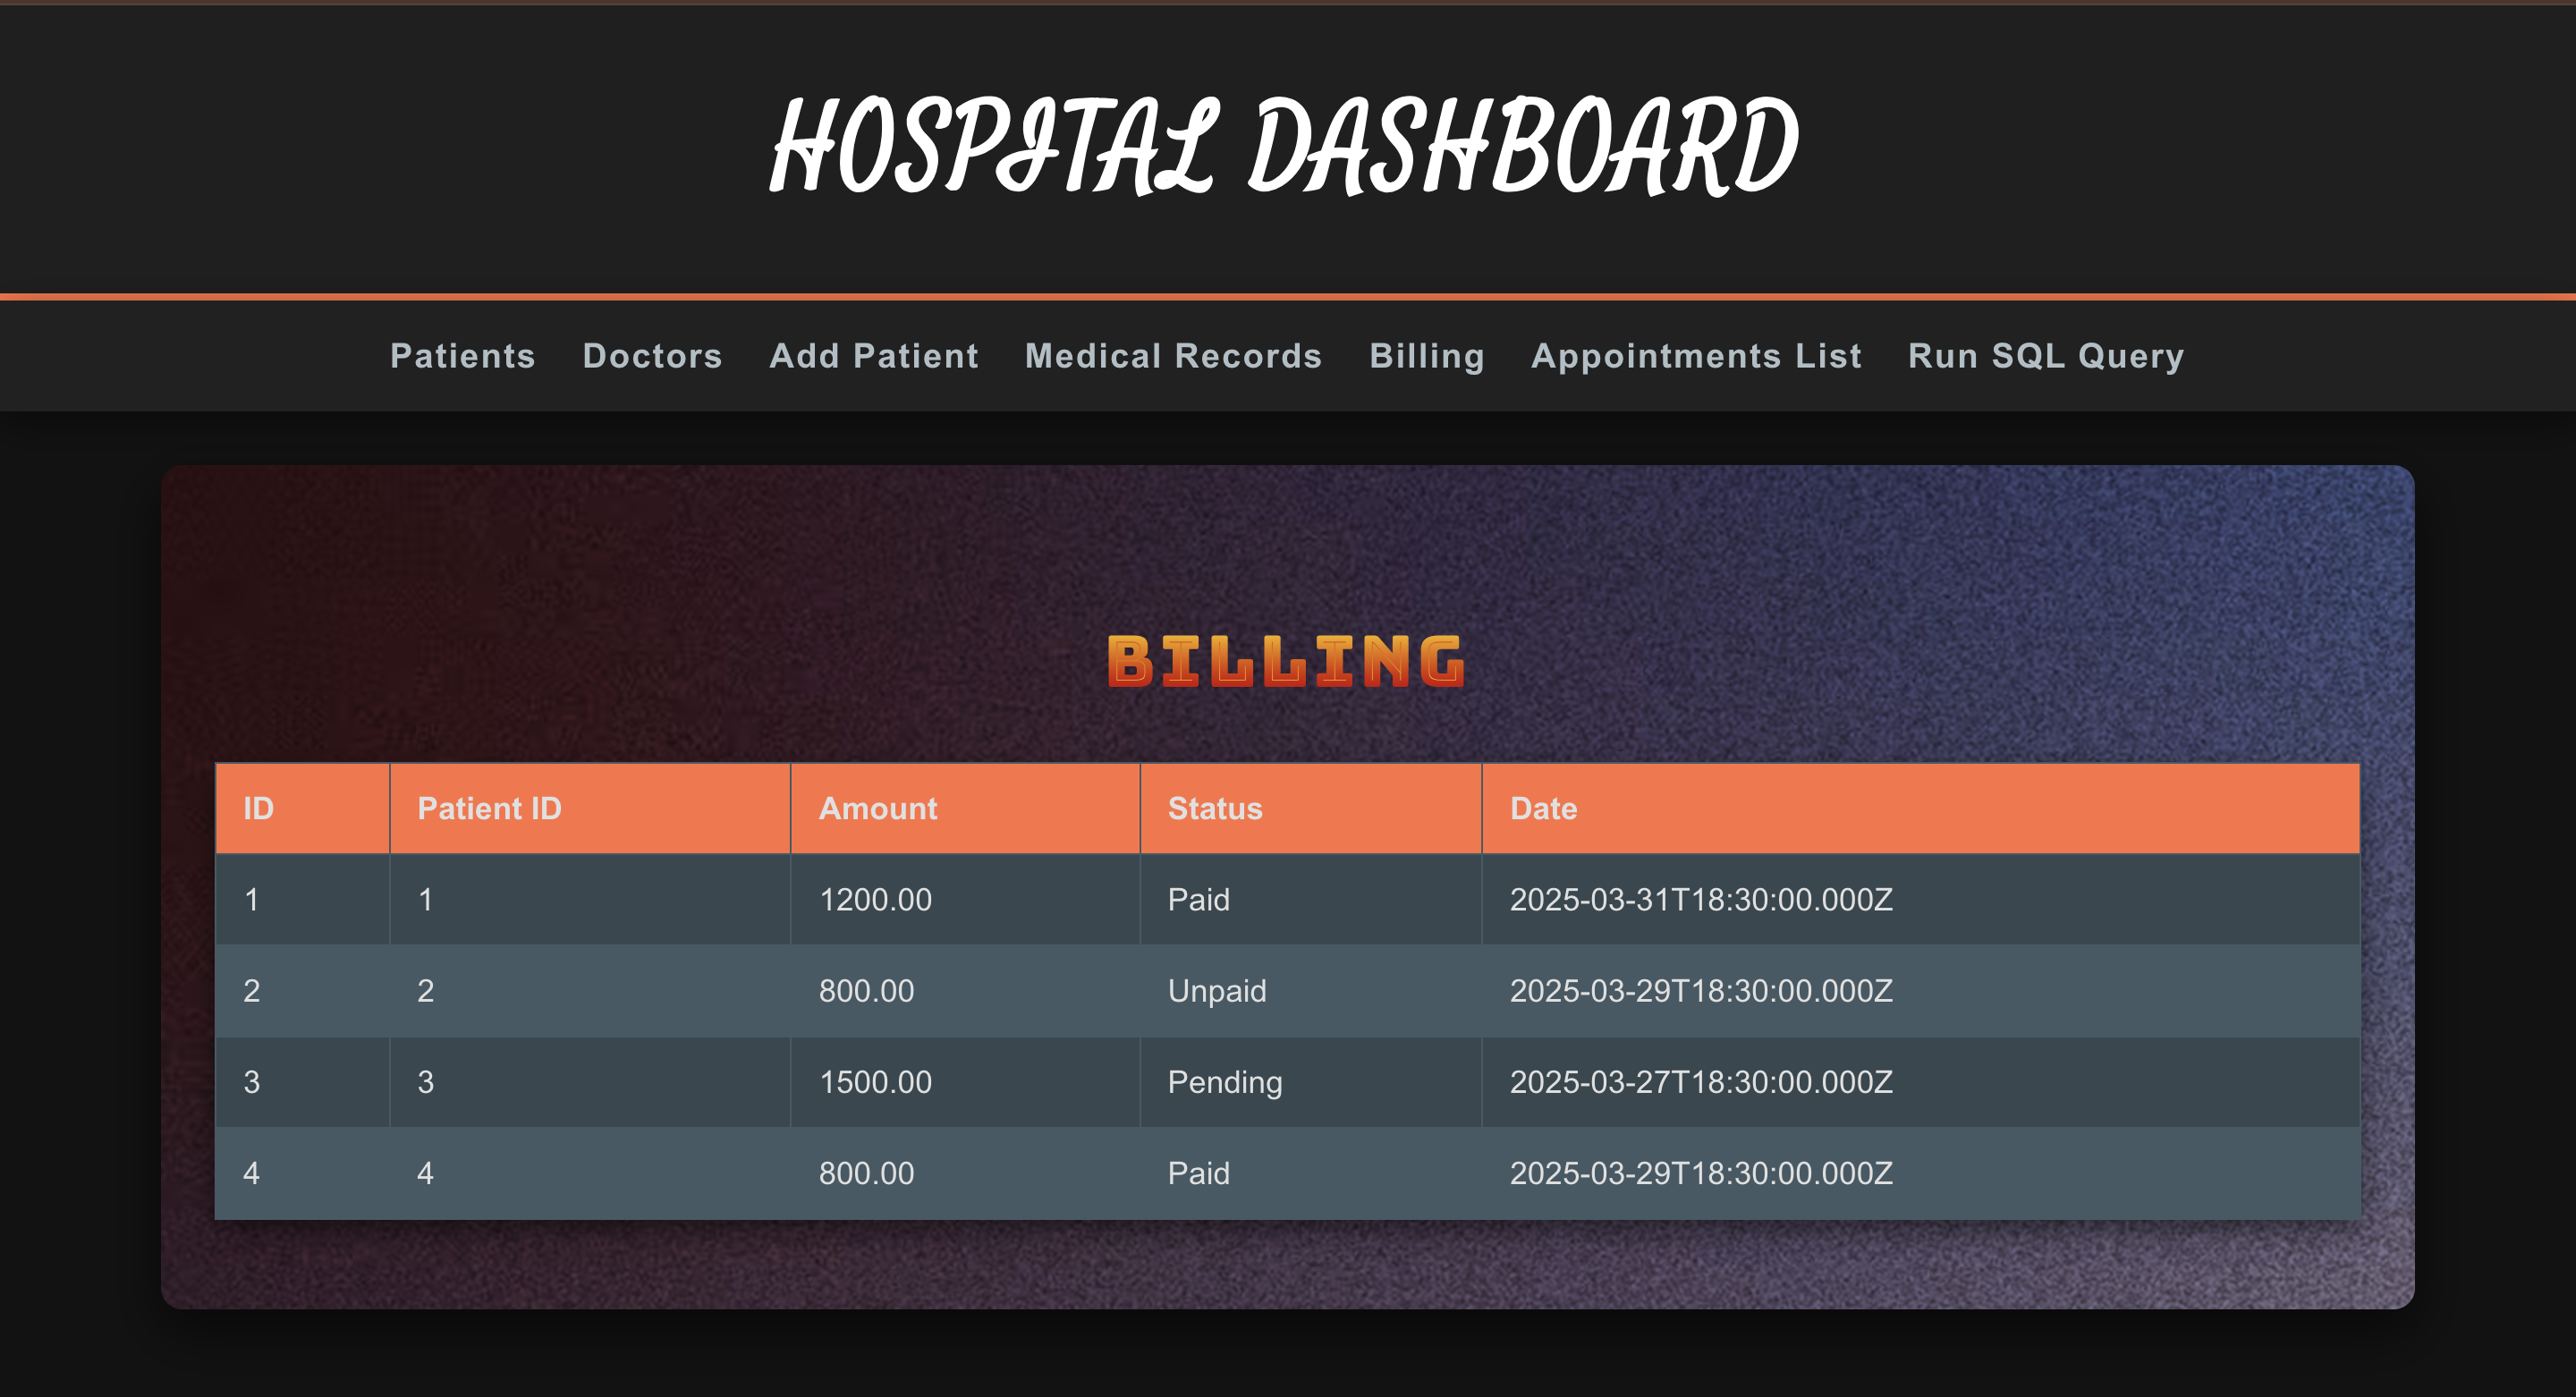 HOSPITAL DASHBOARD
Patients Doctors Add Patient Medical Records Billing Appointments List Run SQL Query
BILLING
ID Patient ID Amount Status Date
1 1 1200.00 Paid 2025-03-31T18:30:00.000Z
2 2 800.00 Unpaid 2025-03-29T18:30:00.000Z
3 3 1500.00 Pending 2025-03-27T18:30:00.000Z
4 4 800.00 Paid 2025-03-29T18:30:00.000Z